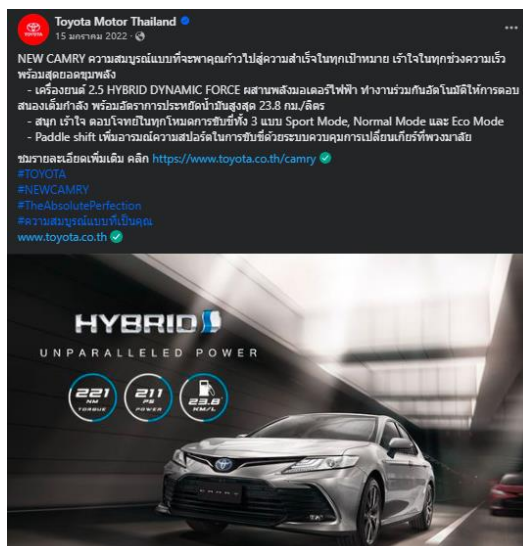 Toyota Motor Thailand
15 มกราคม 2022
NEW CAMRY ความสมบูรณ์แบบที่จะพาคุณก้าวไปสู่ความสำเร็จในทุกเป้าหมาย เร้าใจในทุกช่วงความเร็ว
พร้อมสุดยอดขุมพลัง
- เครื่องยนต์ 2.5 HYBRID DYNAMIC FORCE ผสานพลังมอเตอร์ไฟฟ้า ทำงานร่วมกันอัตโนมัติให้การตอบ
สนองเต็มกำลัง พร้อมอัตราการประหยัดน้ำมันสูงสุด 23.8 กม./ลิตร
- สนุก เร้าใจ ตอบโจทย์ในทุกโหมดการขับขี่ทั้ง 3 แบบ Sport Mode, Normal Mode และ Eco Mode
- Paddle shift เพิ่มอารมณ์ความสปอร์ตในการขับขี่ด้วยระบบควบคุมการเปลี่ยนเกียร์ที่พวงมาลัย
ชมรายละเอียดเพิ่มเติม คลิก https://www.toyota.co.th/camry
#TOYOTA
#NEWCAMRY
#TheAbsolutePerfection
#ความสมบูรณ์แบบที่เป็นคุณ
www.toyota.co.th
HYBRID
UNPARALLELED POWER
221 NM TORQUE
211 PS POWER
23.8 KM/L
CAMRY